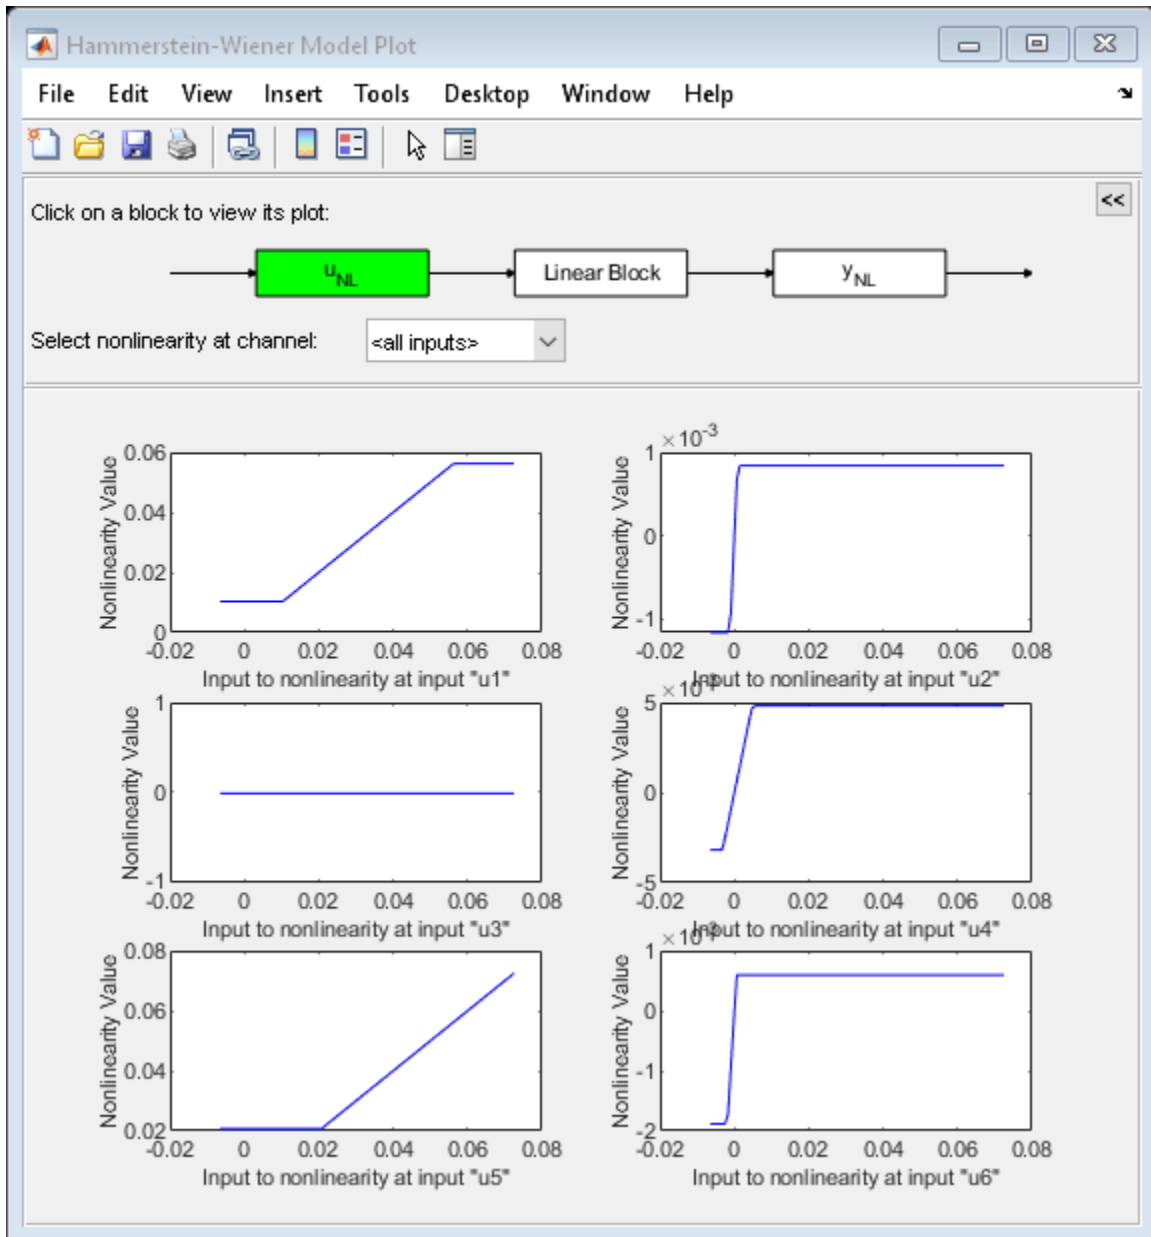 Hammerstein-Wiener Model Plot
File Edit View Insert Tools Desktop Window Help
Click on a block to view its plot:
<<
u_NL Linear Block y_NL
Select nonlinearity at channel: <all inputs>
Nonlinearity Value
0.06
0.04
0.02
0
-0.02 0 0.02 0.04 0.06 0.08
Input to nonlinearity at input "u1"
×10^-3
Nonlinearity Value
1
0
-1
-0.02 0 0.02 0.04 0.06 0.08
Input to nonlinearity at input "u2"
Nonlinearity Value
1
0
-1
-0.02 0 0.02 0.04 0.06 0.08
Input to nonlinearity at input "u3"
×10^-3
Nonlinearity Value
5
0
-5
-0.02 0 0.02 0.04 0.06 0.08
Input to nonlinearity at input "u4"
Nonlinearity Value
0.08
0.06
0.04
0.02
-0.02 0 0.02 0.04 0.06 0.08
Input to nonlinearity at input "u5"
×10^-3
Nonlinearity Value
1
0
-1
-2
-0.02 0 0.02 0.04 0.06 0.08
Input to nonlinearity at input "u6"